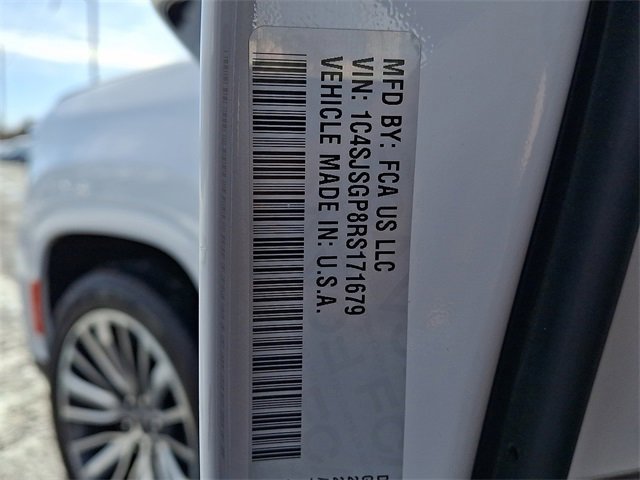 MFD BY: FCA US LLC
VIN: 1C4SJSGP8RS171679
VEHICLE MADE IN: U.S.A.